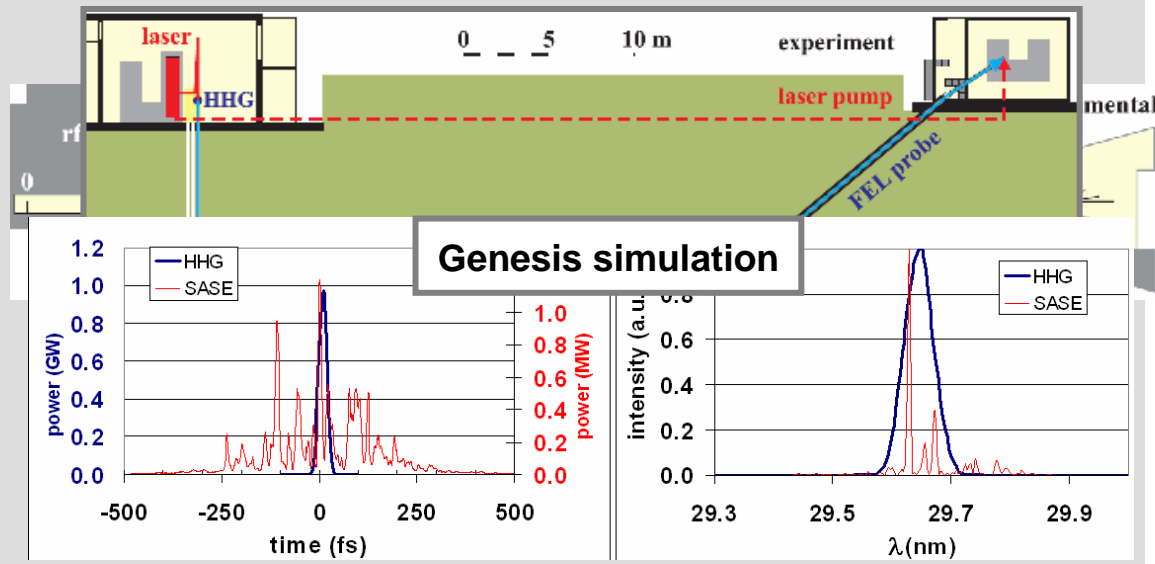 laser
0 5 10 m
experiment
HHG
laser pump
mental
rf
0
FEL probe
Genesis simulation
1.2
1.0
0.8
0.6
0.4
0.2
0.0
power (GW)
HHG
SASE
1.0
0.8
0.6
0.4
0.2
0.0
power (MW)
-500 -250 0 250 500
time (fs)
0.8
0.6
0.4
0.2
0.0
intensity (a.u.
HHG
SASE
29.3 29.5 29.7 29.9
λ(nm)